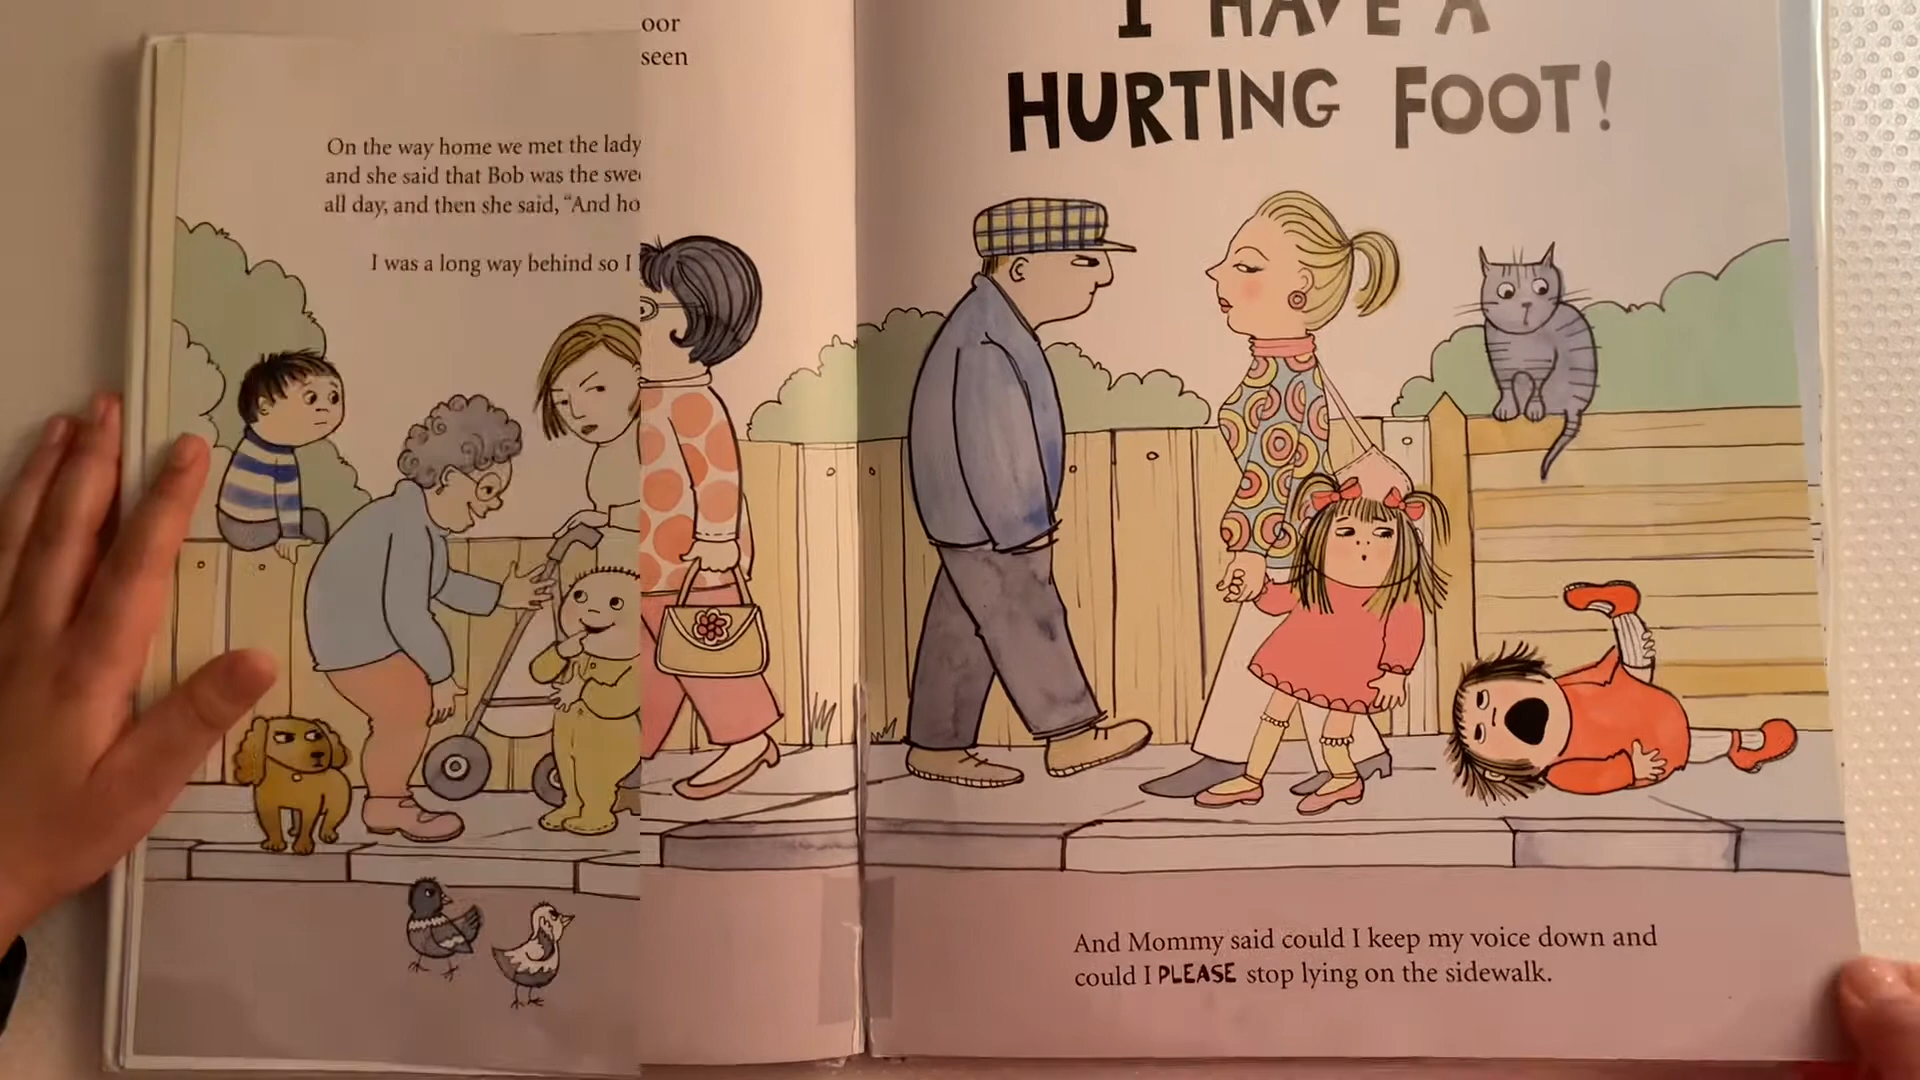 oor
seen
On the way home we met the lady
and she said that Bob was the swe
all day, and then she said, “And ho
I was a long way behind so I
I HAVE A
HURTING FOOT!
And Mommy said could I keep my voice down and
could I PLEASE stop lying on the sidewalk.